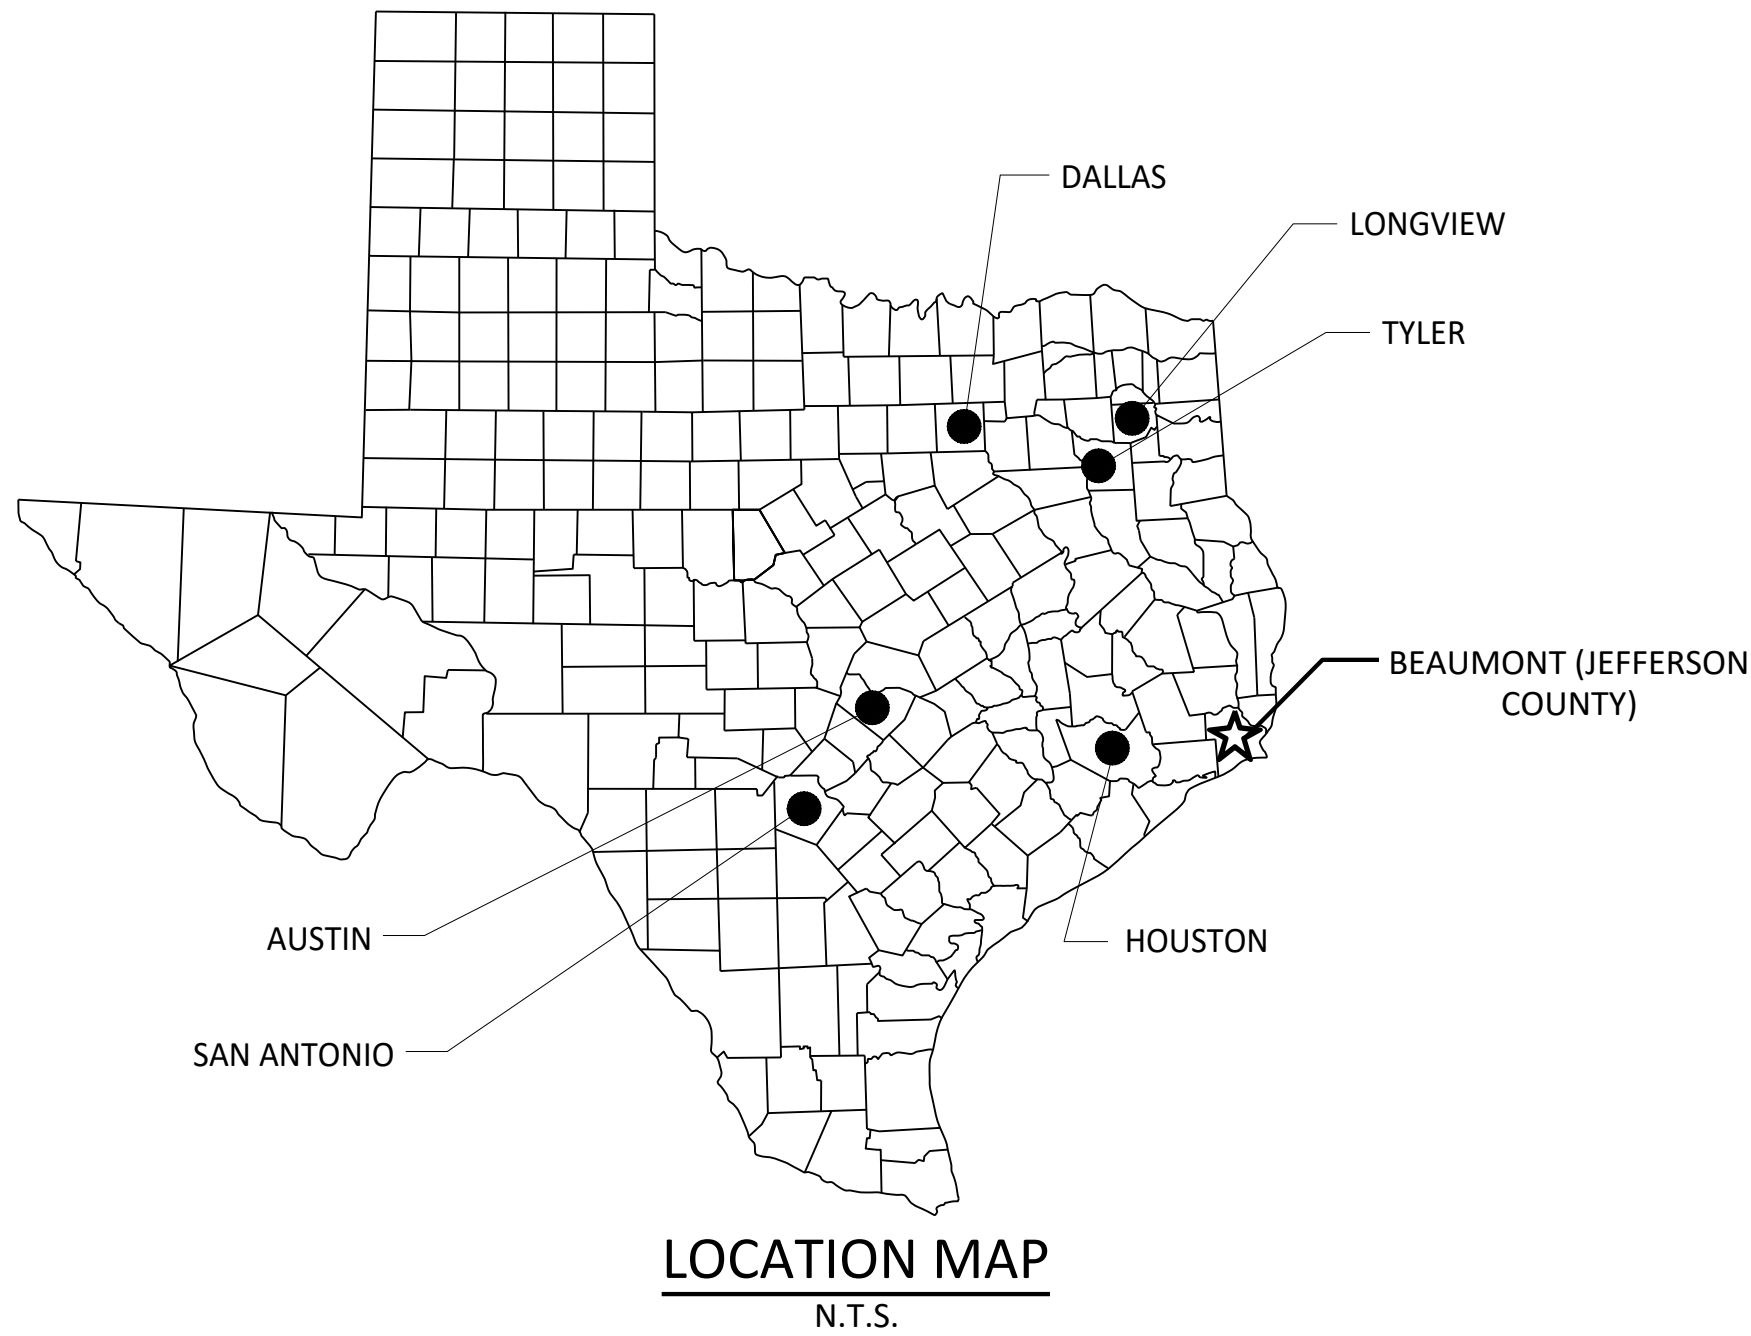 DALLAS
LONGVIEW
TYLER
BEAUMONT (JEFFERSON
COUNTY)
AUSTIN
HOUSTON
SAN ANTONIO
LOCATION MAP
N.T.S.